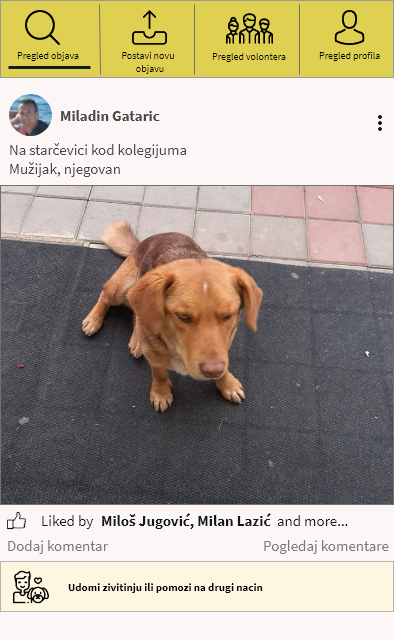 Pregled objava
Postavi novu
objavu
Pregled volontera
Pregled profila
Miladin Gataric
Na starčevici kod kolegijuma
Mužijak, njegovan
Liked by Miloš Jugović, Milan Lazić and more...
Dodaj komentar Pogledaj komentare
Udomi zivitinju ili pomozi na drugi nacin